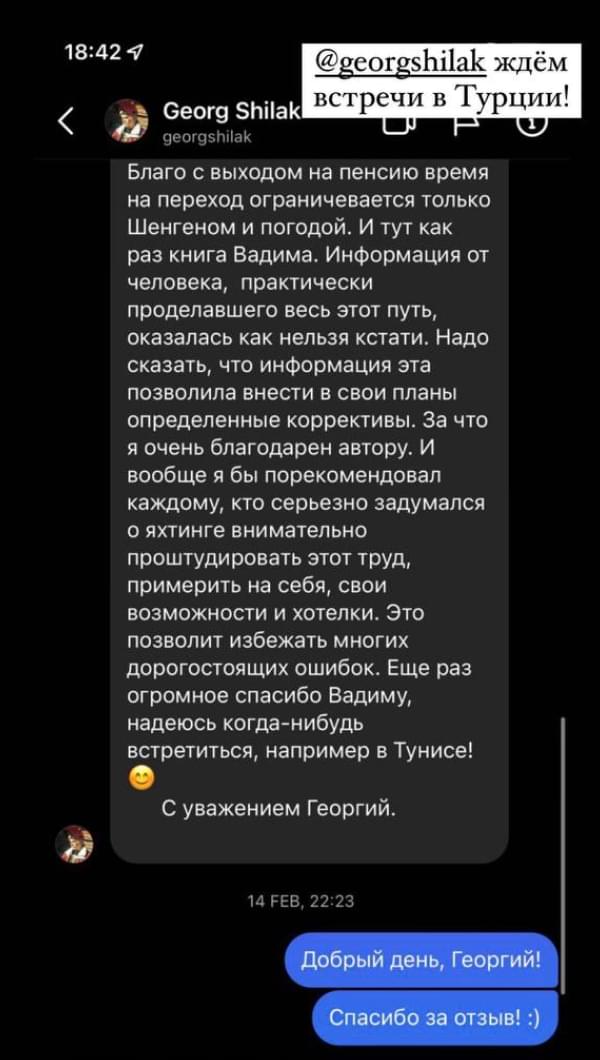 18:42
@georgshilak ждём
встречи в Турции!
Georg Shilak
georgshilak
Благо с выходом на пенсию время
на переход ограничевается только
Шенгеном и погодой. И тут как
раз книга Вадима. Информация от
человека, практически
проделавшего весь этот путь,
оказалась как нельзя кстати. Надо
сказать, что информация эта
позволила внести в свои планы
определенные коррективы. За что
я очень благодарен автору. И
вообще я бы порекомендовал
каждому, кто серьезно задумался
о яхтинге внимательно
проштудировать этот труд,
примерить на себя, свои
возможности и хотелки. Это
позволит избежать многих
дорогостоящих ошибок. Еще раз
огромное спасибо Вадиму,
надеюсь когда-нибудь
встретиться, например в Тунисе!
😊
С уважением Георгий.
14 FEB, 22:23
Добрый день, Георгий!
Спасибо за отзыв! :)